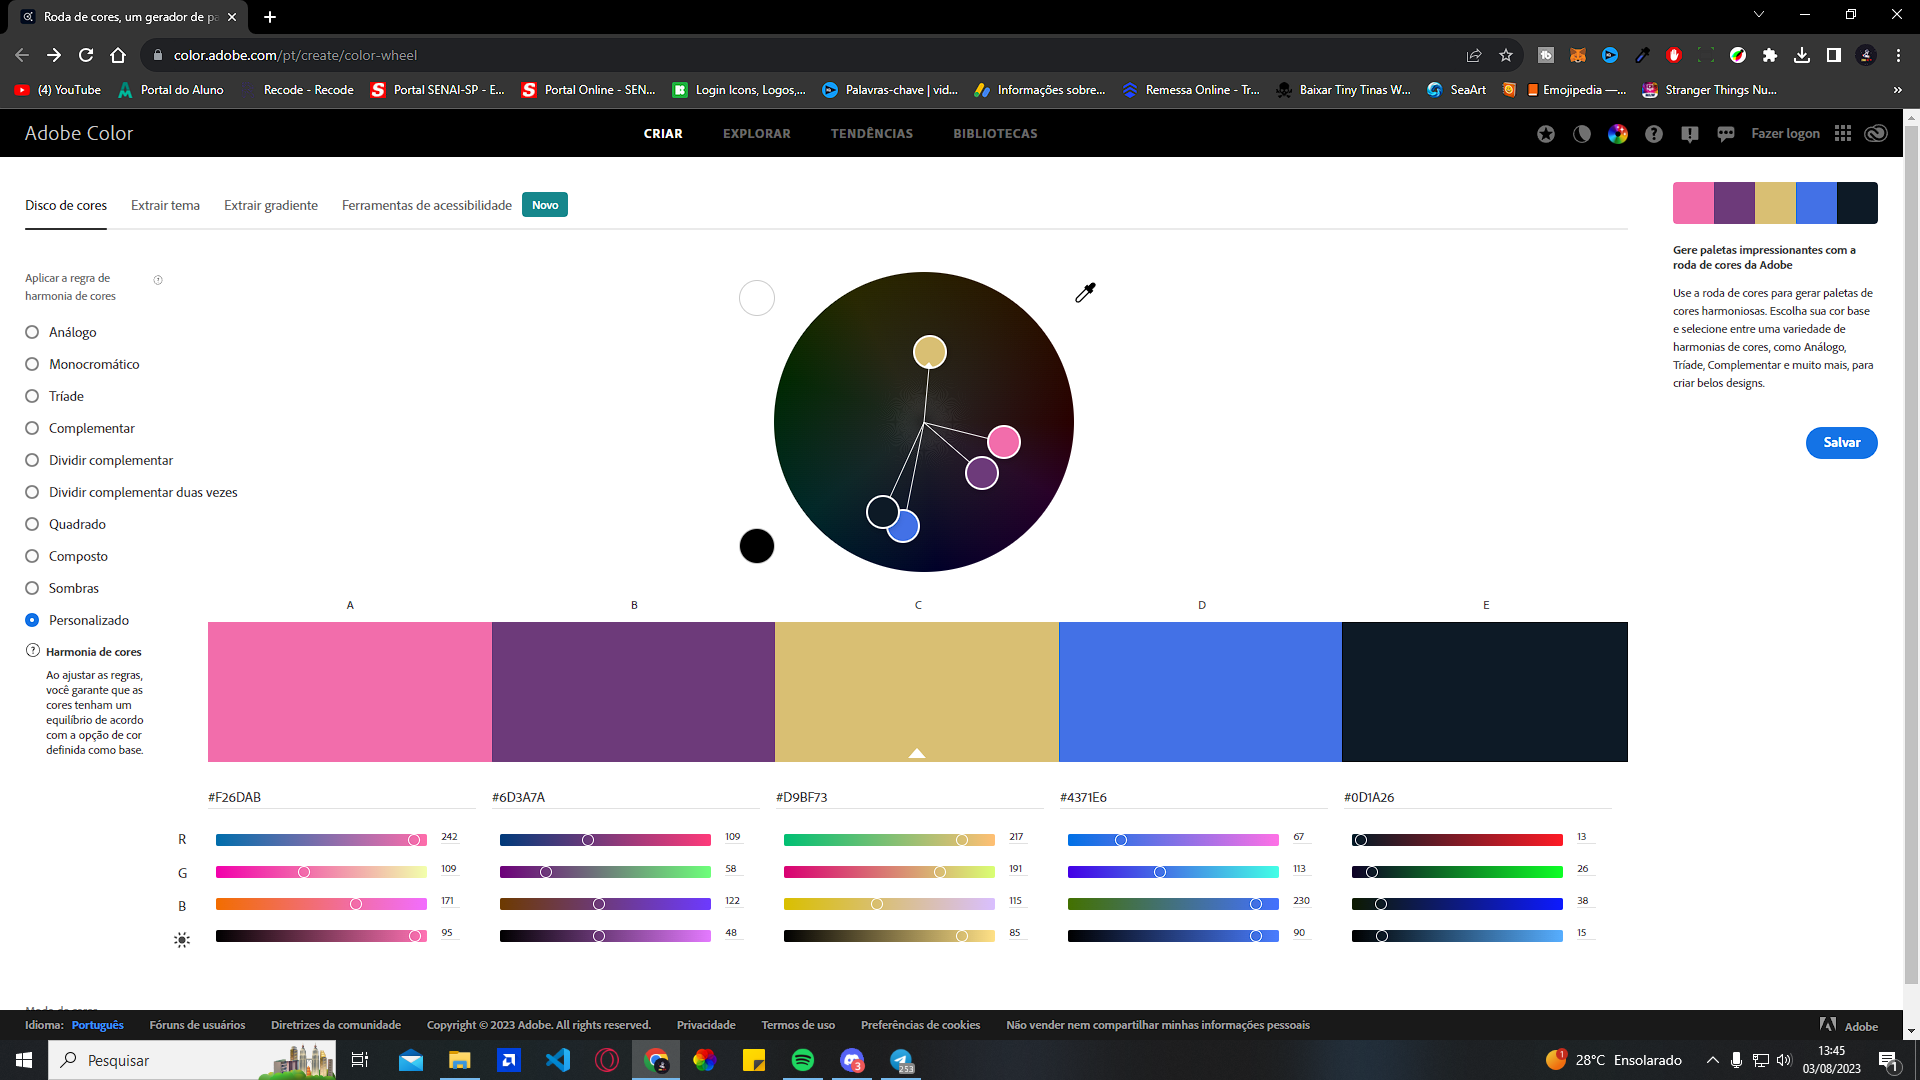 Roda de cores, um gerador de pa
color.adobe.com/pt/create/color-wheel
(4) YouTube
Portal do Aluno
Recode - Recode
Portal SENAI-SP - E...
Portal Online - SEN...
Login Icons, Logos,...
Palavras-chave | vid...
Informações sobre...
Remessa Online - Tr...
Baixar Tiny Tinas W...
SeaArt
Emojipedia —...
Stranger Things Nu...
»
Adobe Color
CRIAR
EXPLORAR
TENDÊNCIAS
BIBLIOTECAS
Fazer logon
Disco de cores
Extrair tema
Extrair gradiente
Ferramentas de acessibilidade
Novo
Aplicar a regra de
harmonia de cores
Análogo
Monocromático
Tríade
Complementar
Dividir complementar
Dividir complementar duas vezes
Quadrado
Composto
Sombras
Personalizado
Harmonia de cores
Ao ajustar as regras,
você garante que as
cores tenham um
equilíbrio de acordo
com a opção de cor
definida como base.
Gere paletas impressionantes com a
roda de cores da Adobe
Use a roda de cores para gerar paletas de
cores harmoniosas. Escolha sua cor base
e selecione entre uma variedade de
harmonias de cores, como Análogo,
Tríade, Complementar e muito mais, para
criar belos designs.
Salvar
A B C D E
#F26DAB #6D3A7A #D9BF73 #4371E6 #0D1A26
R 242 109 217 67 13
G 109 58 191 113 26
B 171 122 115 230 38
95 48 85 90 15
Idioma: Português
Fóruns de usuários
Diretrizes da comunidade
Copyright © 2023 Adobe. All rights reserved.
Privacidade
Termos de uso
Preferências de cookies
Não vender nem compartilhar minhas informações pessoais
Adobe
Pesquisar
3
253
1
28°C Ensolarado
13:45
03/08/2023
1